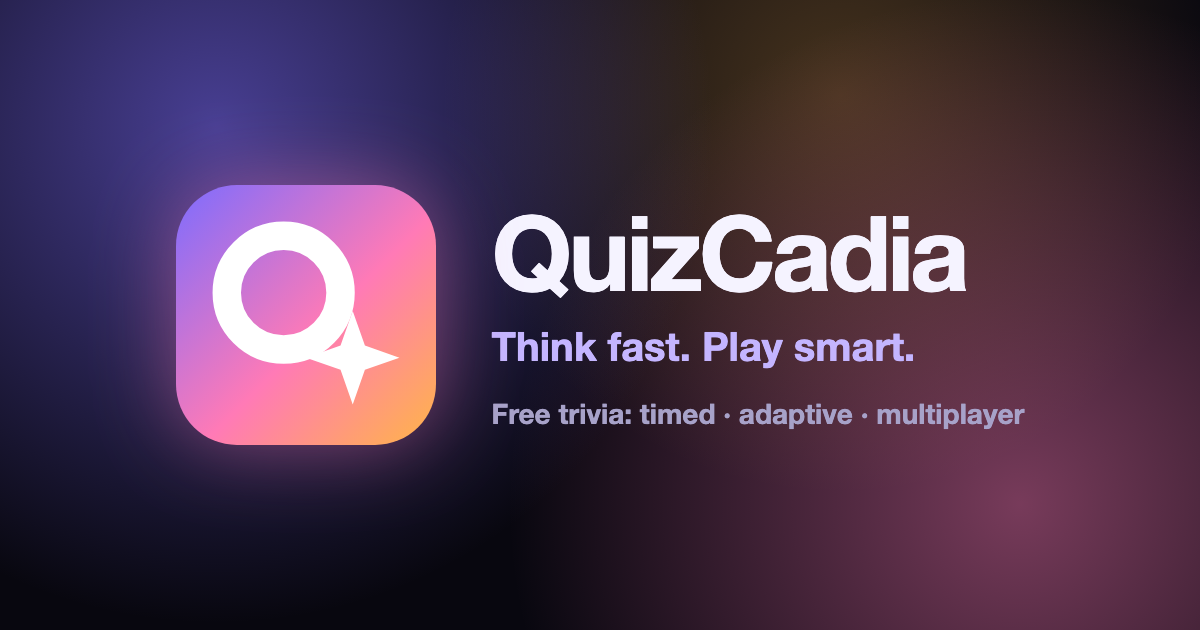 QuizCadia
Think fast. Play smart.
Free trivia: timed · adaptive · multiplayer